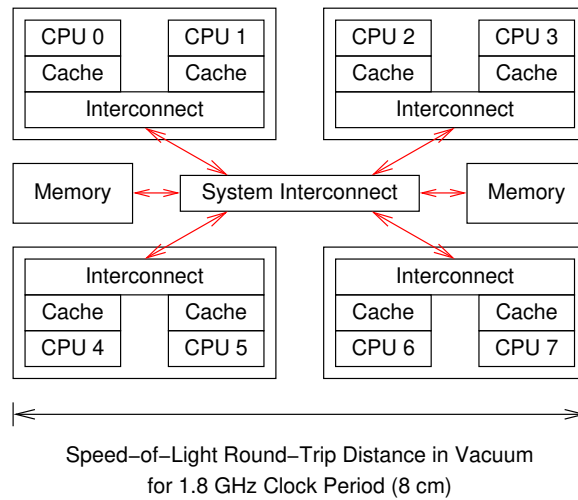 CPU 0 CPU 1 CPU 2 CPU 3
Cache Cache Cache Cache
Interconnect Interconnect
Memory System Interconnect Memory
Interconnect Interconnect
Cache Cache Cache Cache
CPU 4 CPU 5 CPU 6 CPU 7
Speed−of−Light Round−Trip Distance in Vacuum
for 1.8 GHz Clock Period (8 cm)